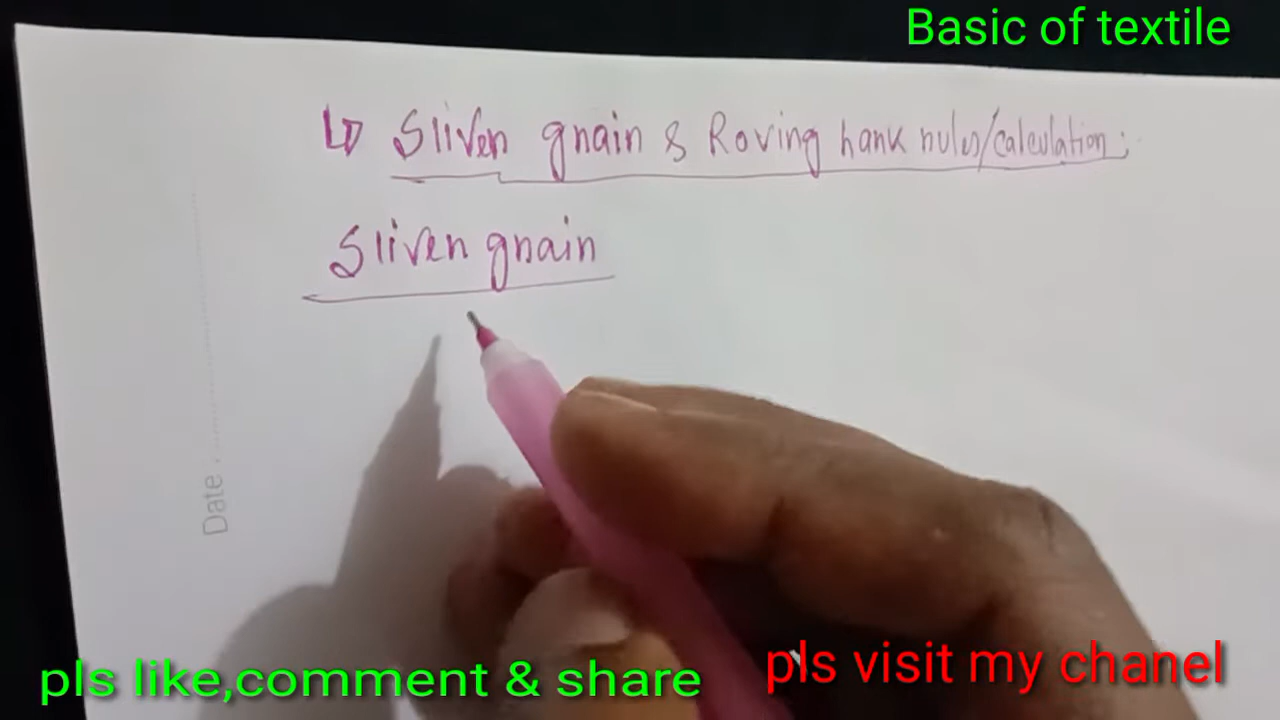 Basic of textile
Sliven gnain & Roving hank nules/calculation:
Sliven gnain
Date
pls like,comment & share
pls visit my chanel